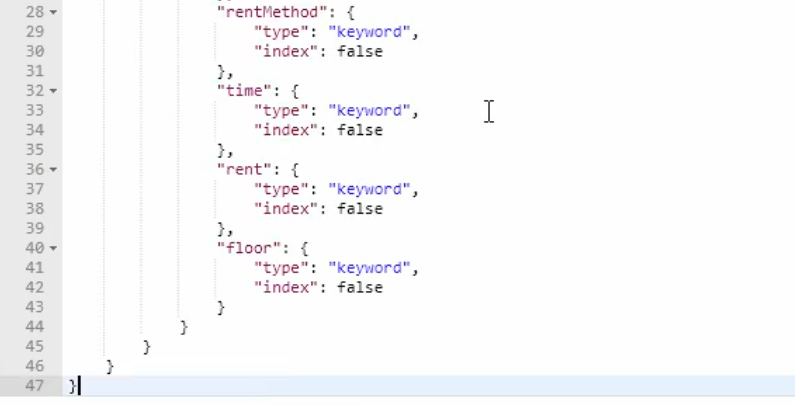 28 "rentMethod": {
29 "type": "keyword",
30 "index": false
31 },
32 "time": {
33 "type": "keyword",
34 "index": false
35 },
36 "rent": {
37 "type": "keyword",
38 "index": false
39 },
40 "floor": {
41 "type": "keyword",
42 "index": false
43 }
44 }
45 }
46 }
47 }